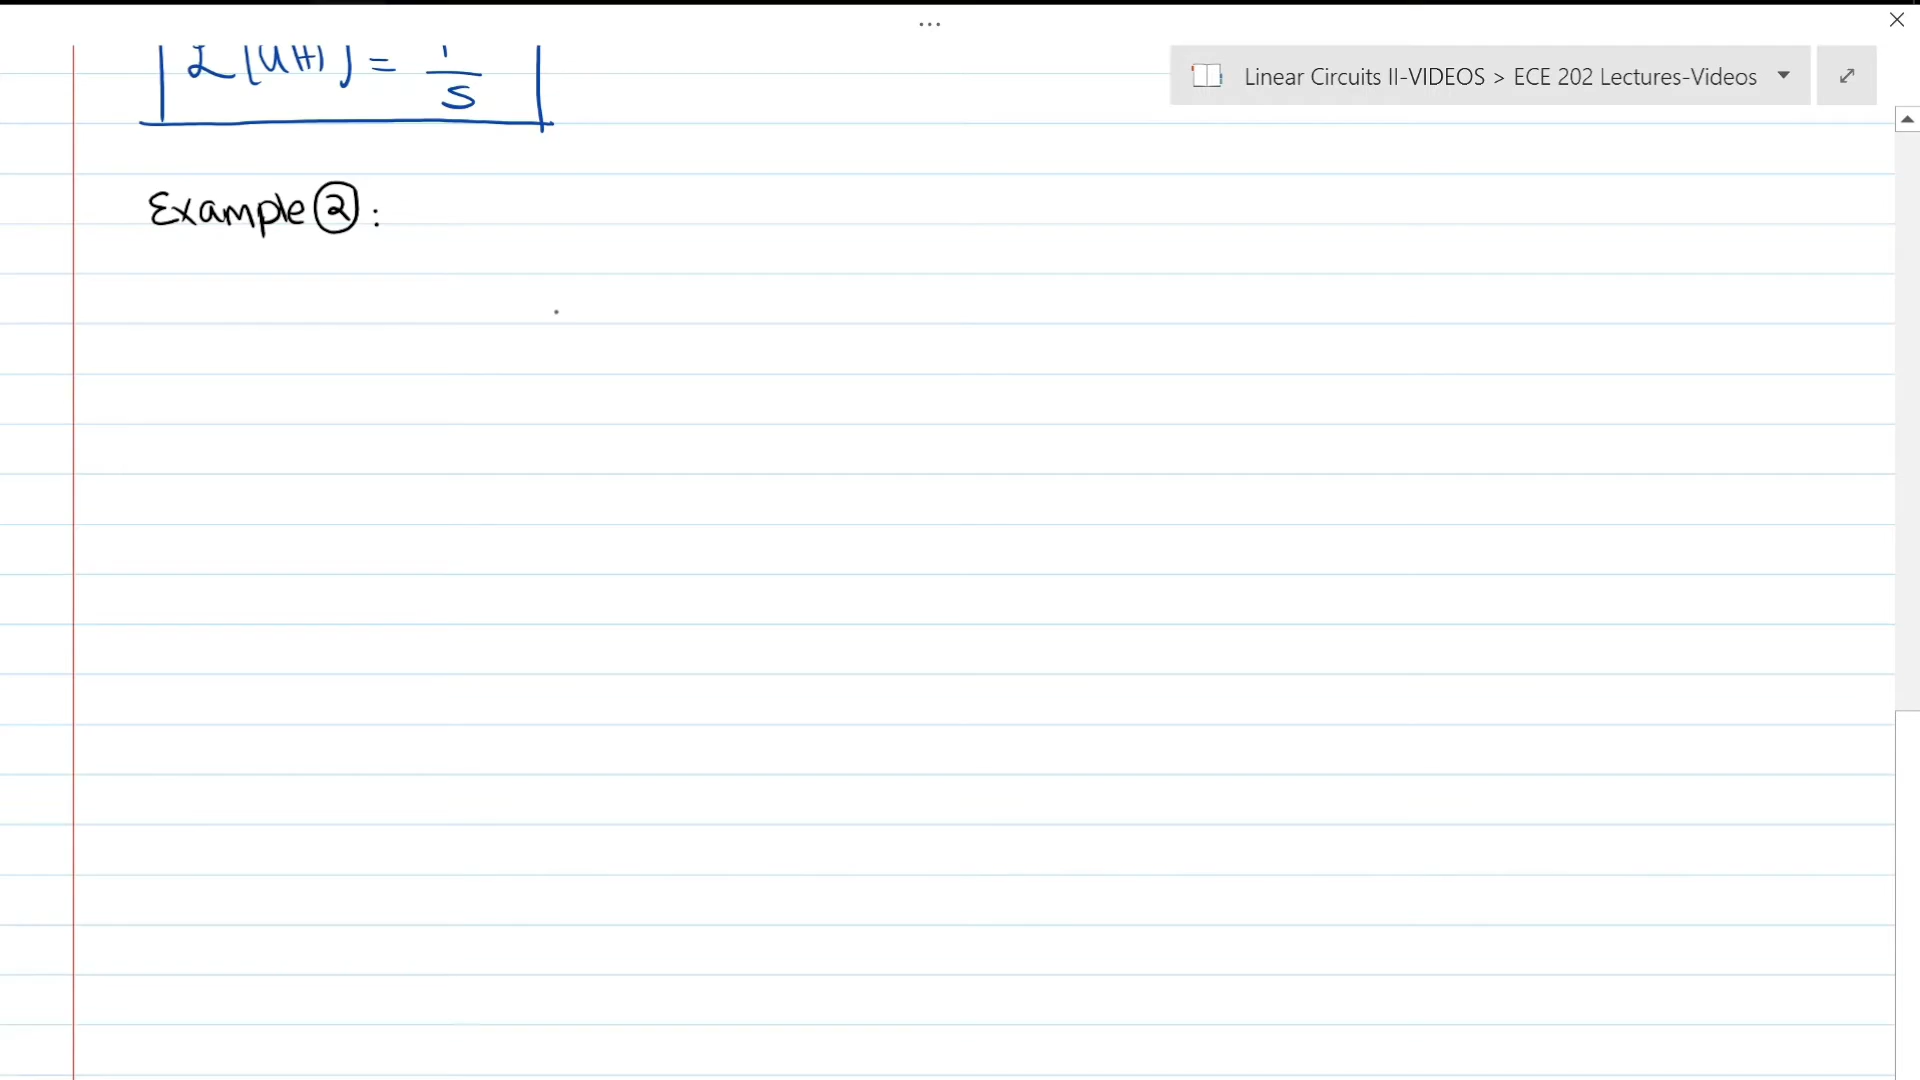 ...
Linear Circuits II-VIDEOS > ECE 202 Lectures-Videos
ℒ[u(t)] = 1/s
Example ②: